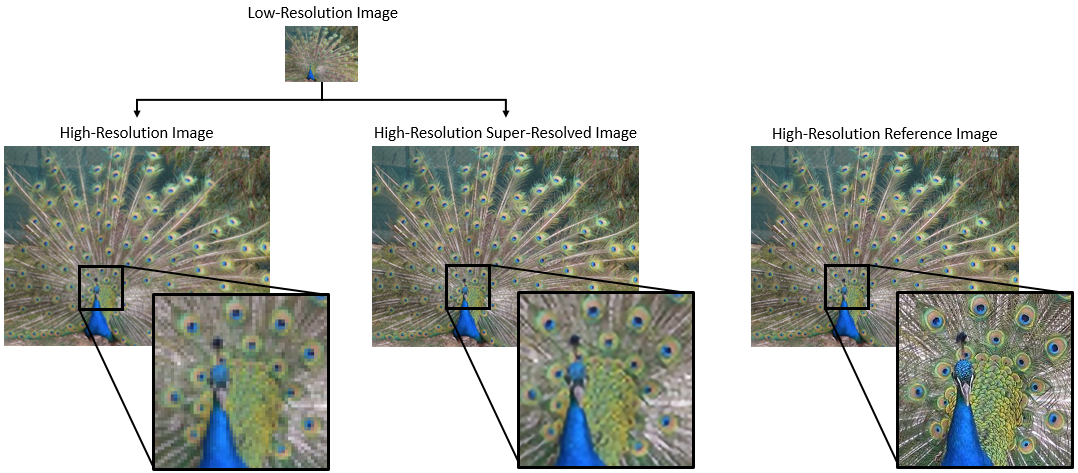 Low-Resolution Image
High-Resolution Image
High-Resolution Super-Resolved Image
High-Resolution Reference Image